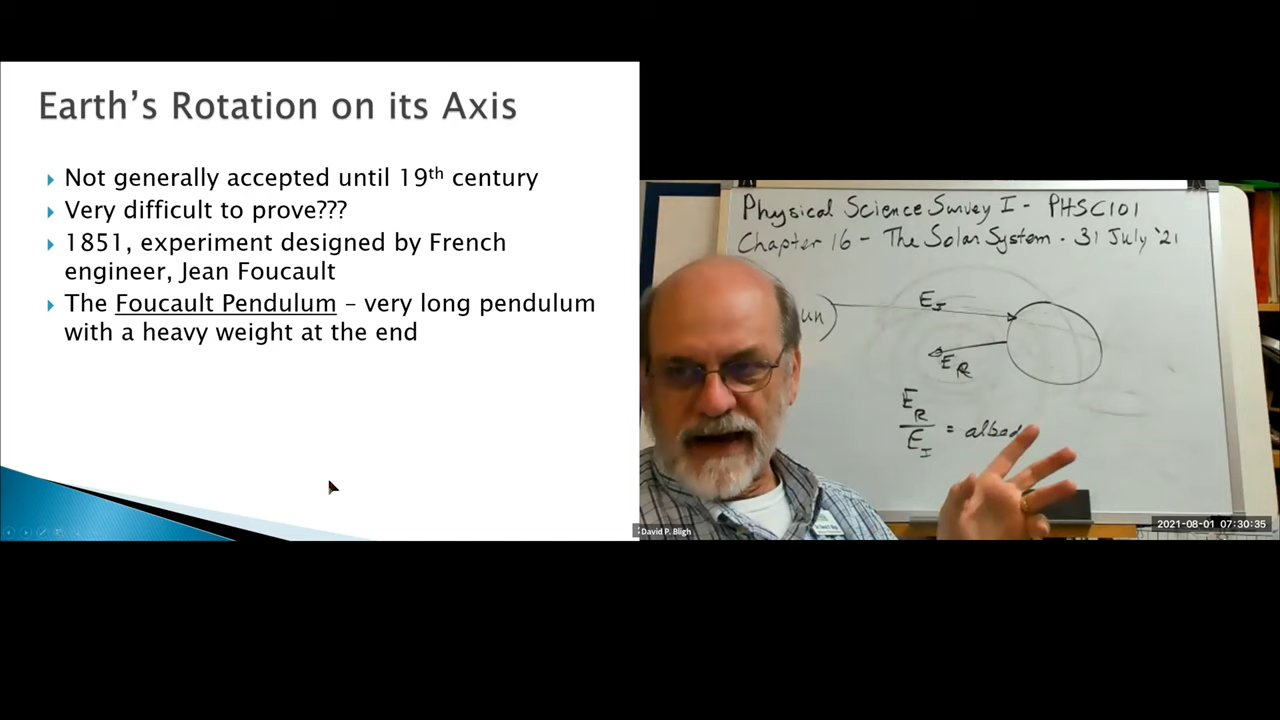 Earth's Rotation on its Axis
Not generally accepted until 19th century
Very difficult to prove???
1851, experiment designed by French
engineer, Jean Foucault
The Foucault Pendulum – very long pendulum
with a heavy weight at the end
Physical Science Survey I - PHSC101
Chapter 16 - The Solar System - 31 July '21
un
E_I
E_R
E_R
E_I
=
David P. Bligh
2021-08-01 07:30:35